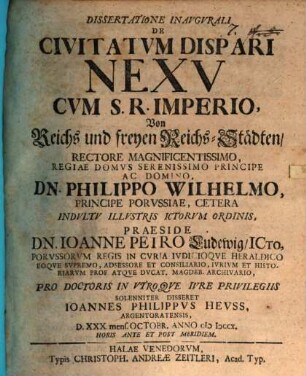 DISSERTATIONE INAVGVRALI
DE
CIVITATVM DISPARI
NEXV
CVM S. R. IMPERIO,
Von
Reichs und freyen Reichs-Städten/
RECTORE MAGNIFICENTISSIMO,
REGIAE DOMVS SERENISSIMO PRINCIPE
AC DOMINO,
DN. PHILIPPO WILHELMO,
PRINCIPE PORVSSIAE, CETERA
INDVLTV ILLVSTRIS ICTORVM ORDINIS,
PRAESIDE
DN. IOANNE PETRO Ludewig/ ICTO,
PORVSSORVM REGIS IN CVRIA IVDICIOQVE HERALDICO
EOQVE SVPREMO, ADSESSORE ET CONSILIARIO, IVRIVM ET HISTO-
RIARVM PROF. ATQVE DVCAT. MAGDEB. ARCHIVARIO,
PRO DOCTORIS IN VTROQVE IVRE PRIVILEGIIS
SOLENNITER DISSERET
IOANNES PHILIPPVS HEVSS,
ARGENTORATENSIS,
D. XXX mens. OCTOBR. ANNO cIɔ Iɔccx.
HORIS ANTE ET POST MERIDIEM.
HALAE VENEDORVM,
Typis CHRISTOPH. ANDREÆ ZEITLERI, Acad. Typ.